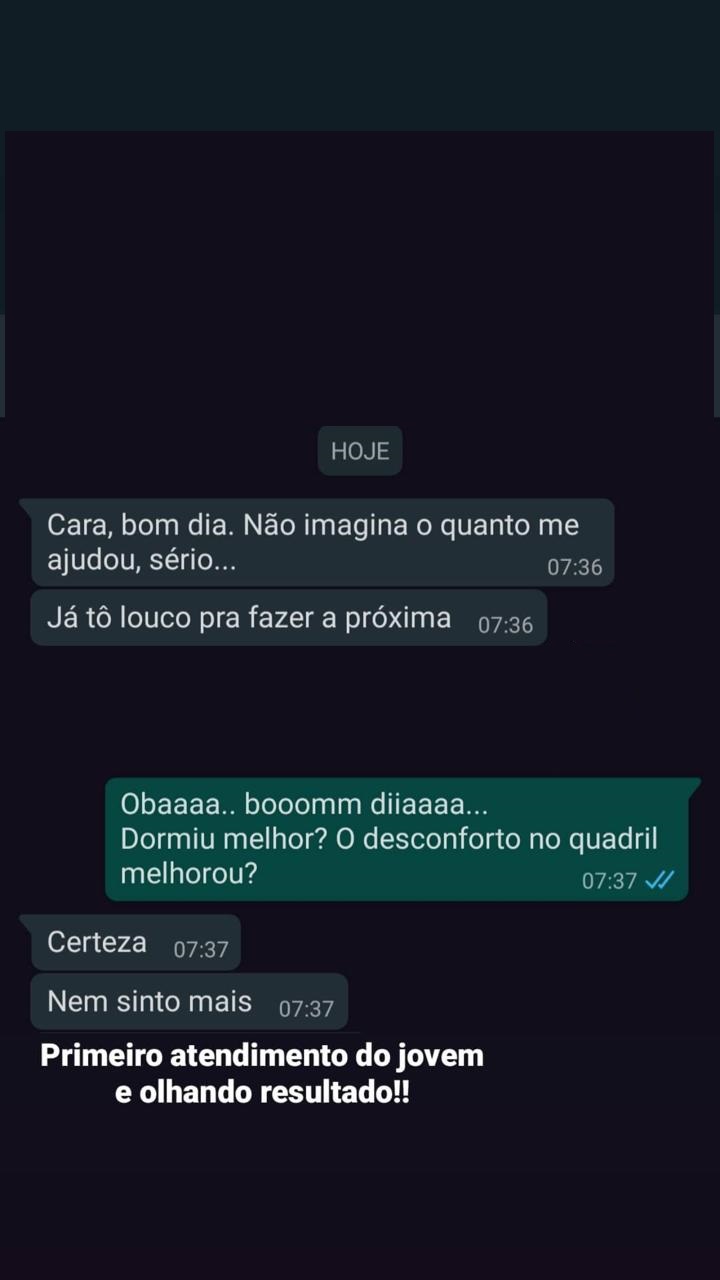 HOJE
Cara, bom dia. Não imagina o quanto me
ajudou, sério...
07:36
Já tô louco pra fazer a próxima 07:36
Obaaaa.. booomm diiaaaa...
Dormiu melhor? O desconforto no quadril
melhorou?
07:37
Certeza 07:37
Nem sinto mais 07:37
Primeiro atendimento do jovem
e olhando resultado!!